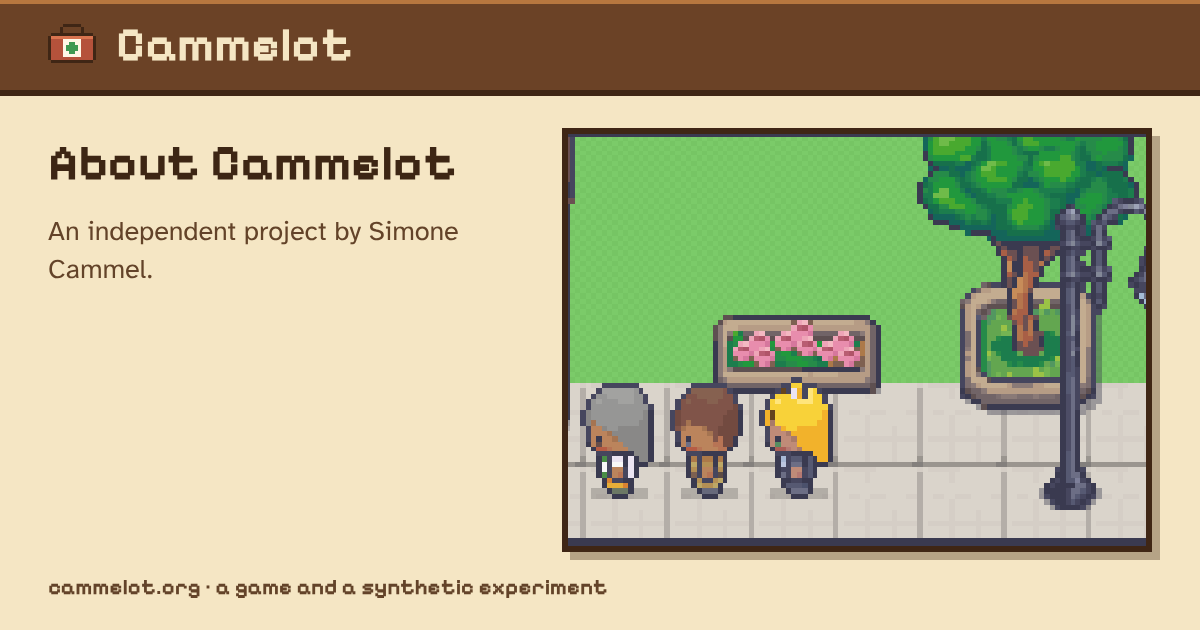 Cammelot
About Cammelot
An independent project by Simone
Cammel.
cammelot.org · a game and a synthetic experiment